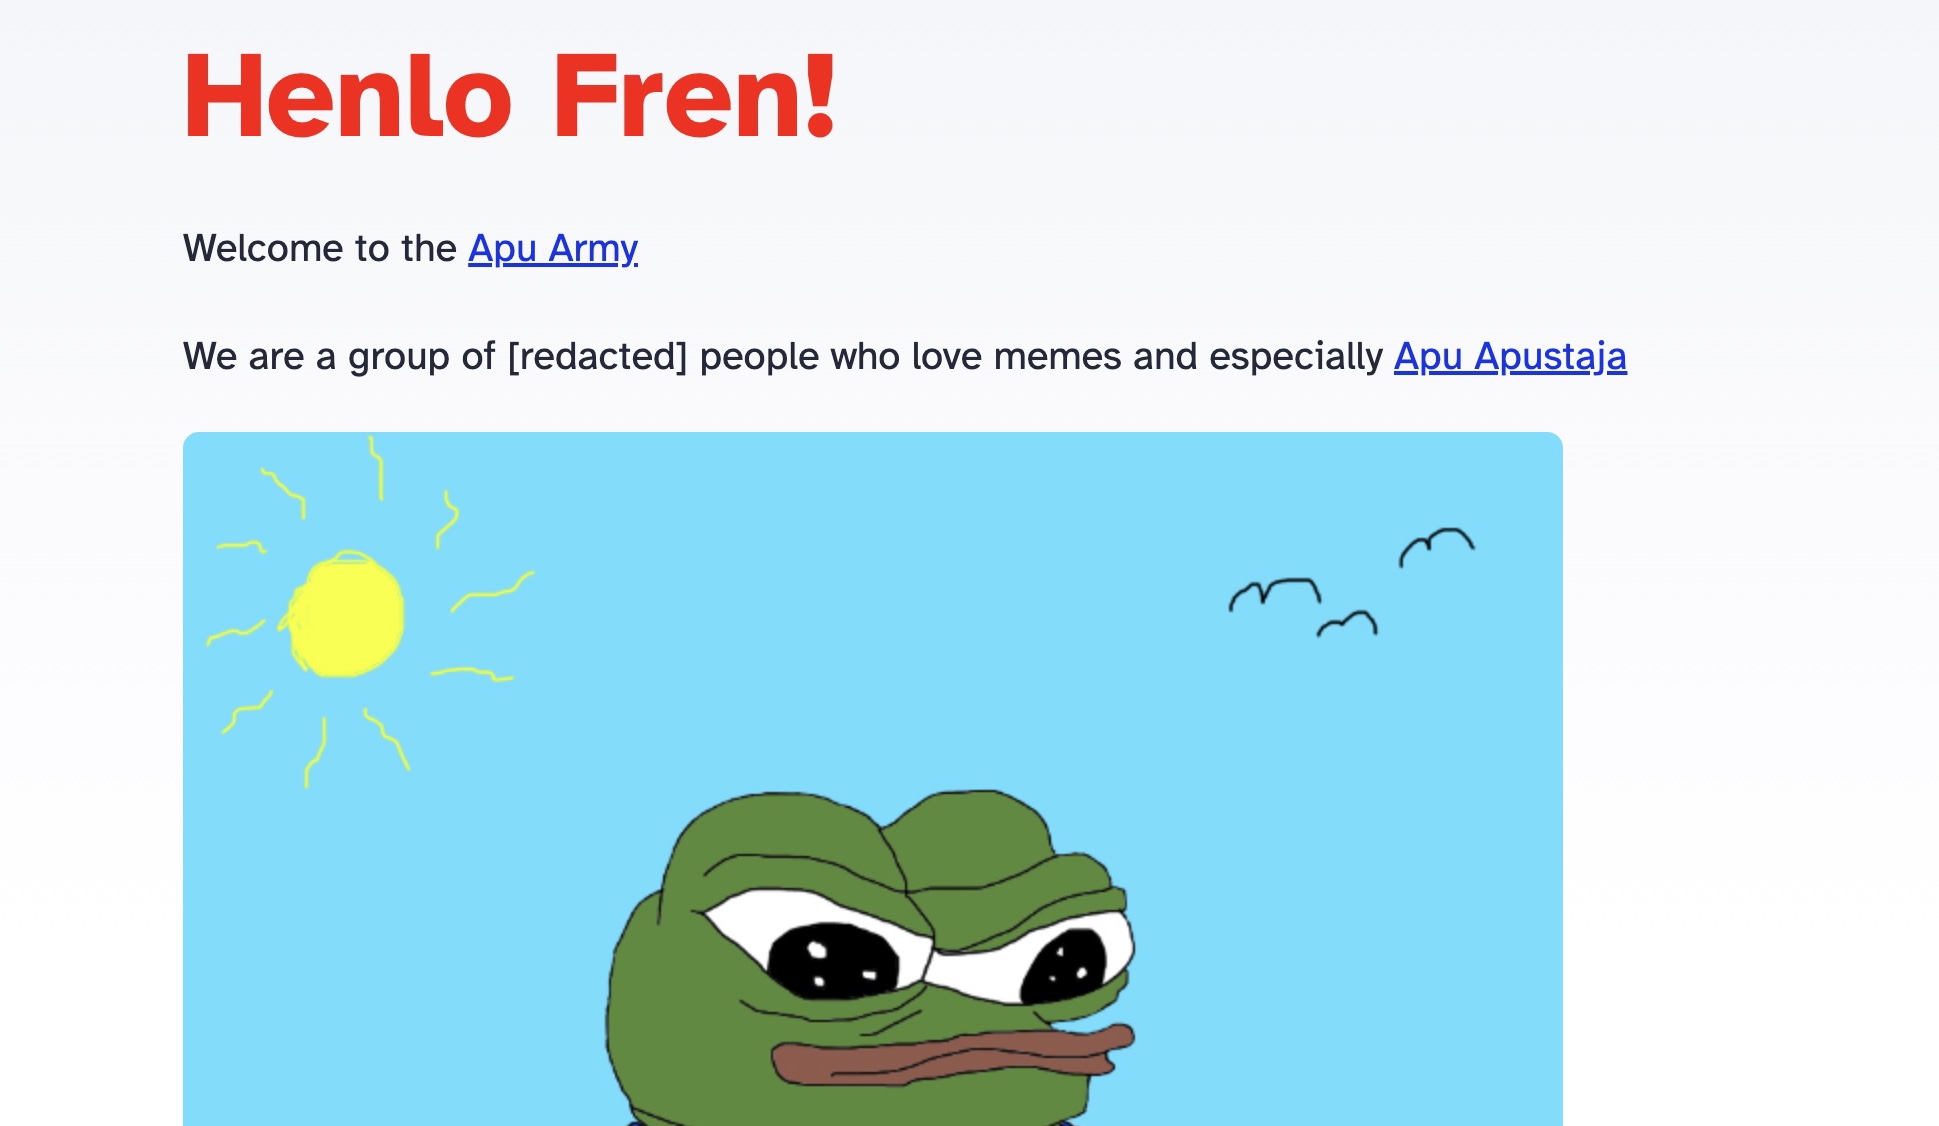 Henlo Fren!
Welcome to the Apu Army
We are a group of [redacted] people who love memes and especially Apu Apustaja